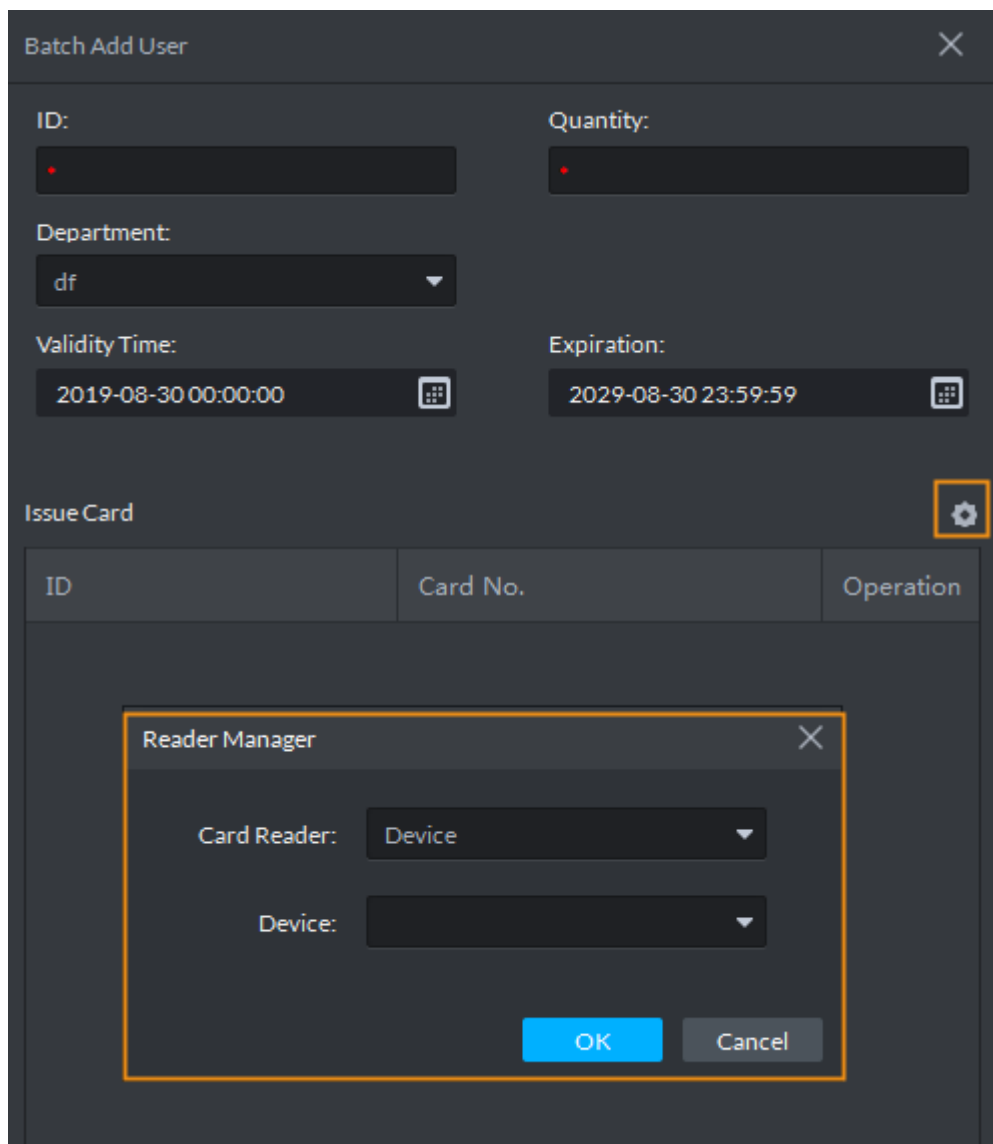 Batch Add User
ID: Quantity:
Department:
df
Validity Time: Expiration:
2019-08-30 00:00:00 2029-08-30 23:59:59
Issue Card
ID Card No. Operation
Reader Manager
Card Reader: Device
Device:
OK Cancel